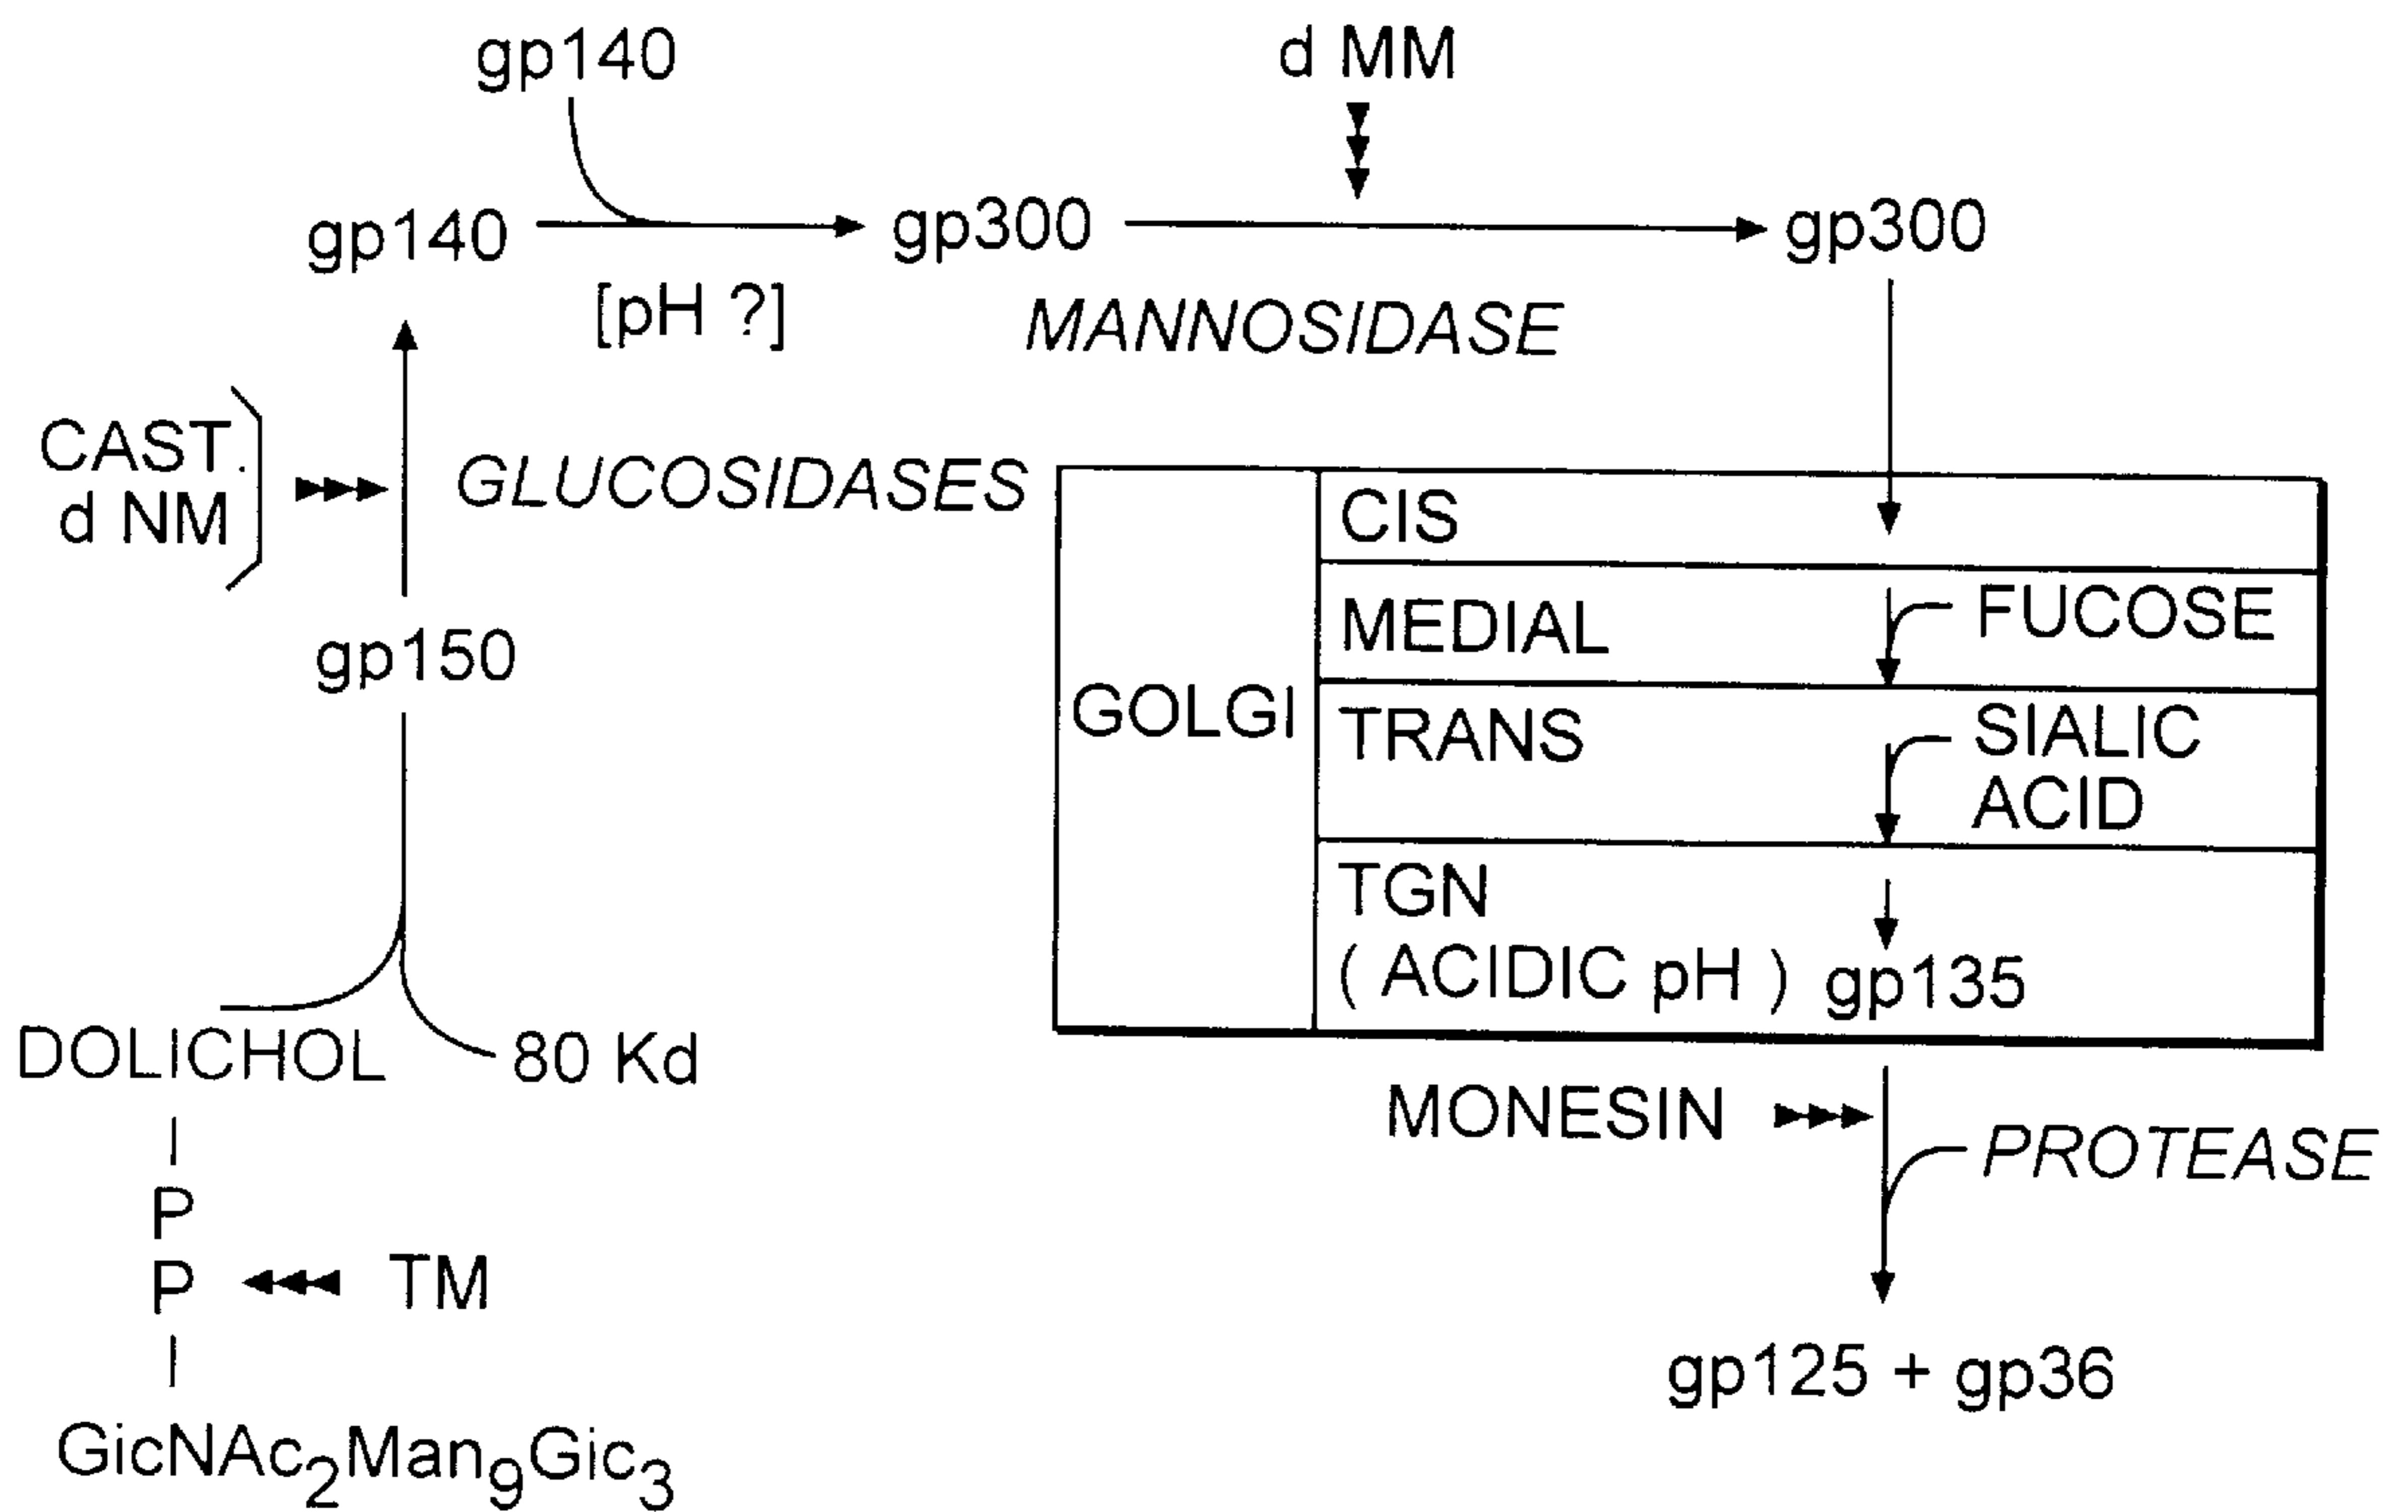 gp140
d MM
gp140
gp300
gp300
[pH ?]
MANNOSIDASE
CAST.
d NM
GLUCOSIDASES
gp150
GOLGI
CIS
MEDIAL
FUCOSE
TRANS
SIALIC
ACID
TGN
( ACIDIC pH )
gp135
DOLICHOL
80 Kd
MONESIN
PROTEASE
P
P
TM
gp125 + gp36
GicNAc2Man9Gic3